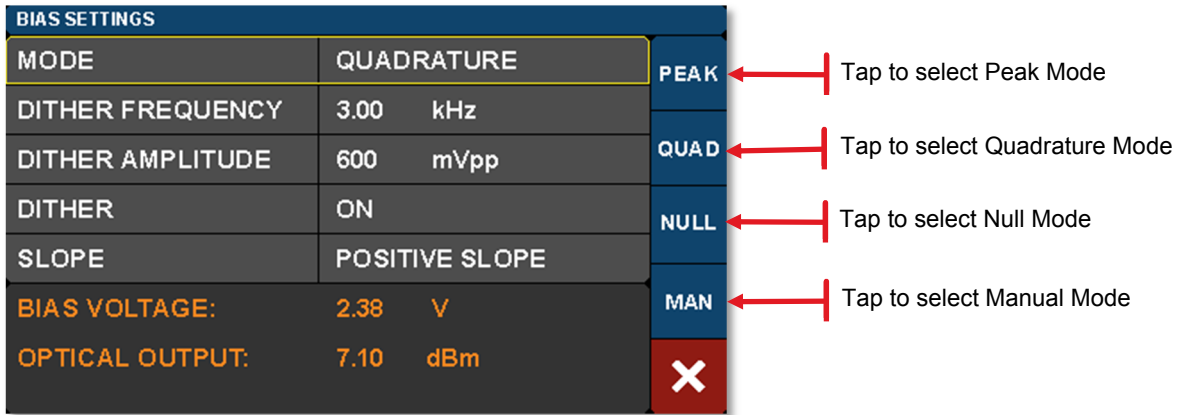 BIAS SETTINGS
MODE QUADRATURE
DITHER FREQUENCY 3.00 kHz
DITHER AMPLITUDE 600 mVpp
DITHER ON
SLOPE POSITIVE SLOPE
BIAS VOLTAGE: 2.38 V
OPTICAL OUTPUT: 7.10 dBm
PEAK Tap to select Peak Mode
QUAD Tap to select Quadrature Mode
NULL Tap to select Null Mode
MAN Tap to select Manual Mode